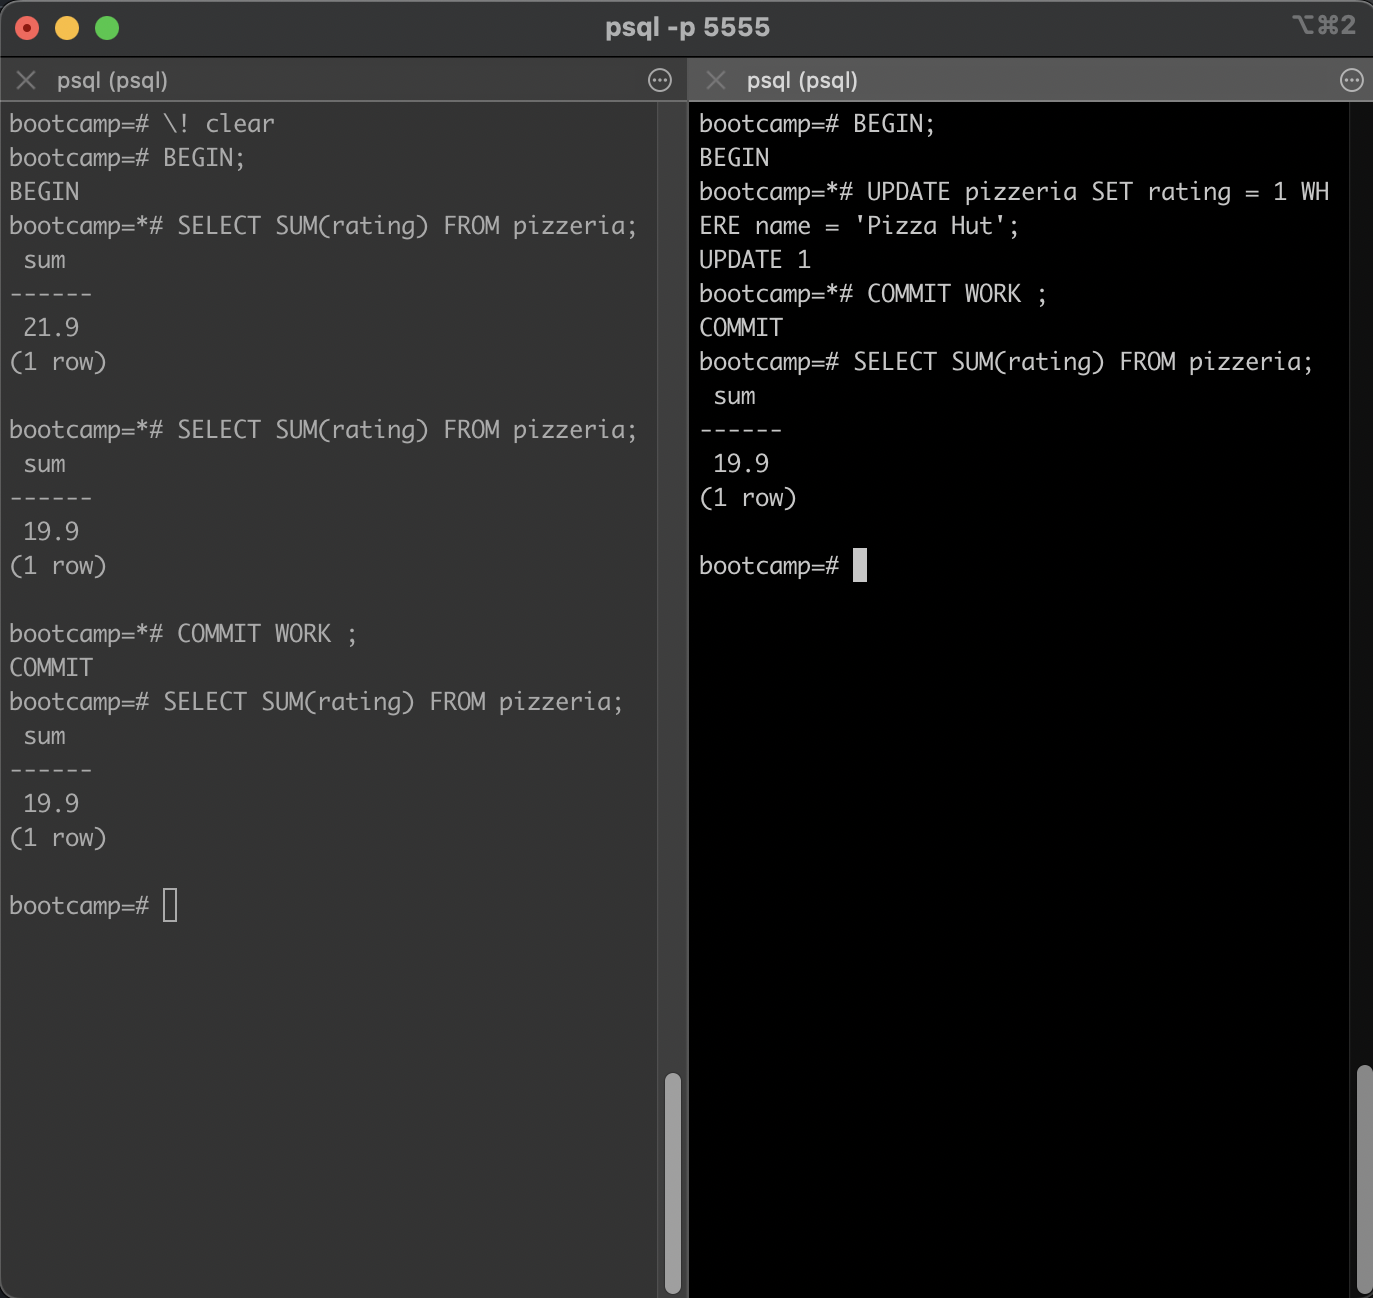 psql -p 5555
⌥⌘2
psql (psql)
bootcamp=# \! clear
bootcamp=# BEGIN;
BEGIN
bootcamp=*# SELECT SUM(rating) FROM pizzeria;
sum
------
21.9
(1 row)
bootcamp=*# SELECT SUM(rating) FROM pizzeria;
sum
------
19.9
(1 row)
bootcamp=*# COMMIT WORK ;
COMMIT
bootcamp=# SELECT SUM(rating) FROM pizzeria;
sum
------
19.9
(1 row)
bootcamp=#
psql (psql)
bootcamp=# BEGIN;
BEGIN
bootcamp=*# UPDATE pizzeria SET rating = 1 WH
ERE name = 'Pizza Hut';
UPDATE 1
bootcamp=*# COMMIT WORK ;
COMMIT
bootcamp=# SELECT SUM(rating) FROM pizzeria;
sum
------
19.9
(1 row)
bootcamp=#